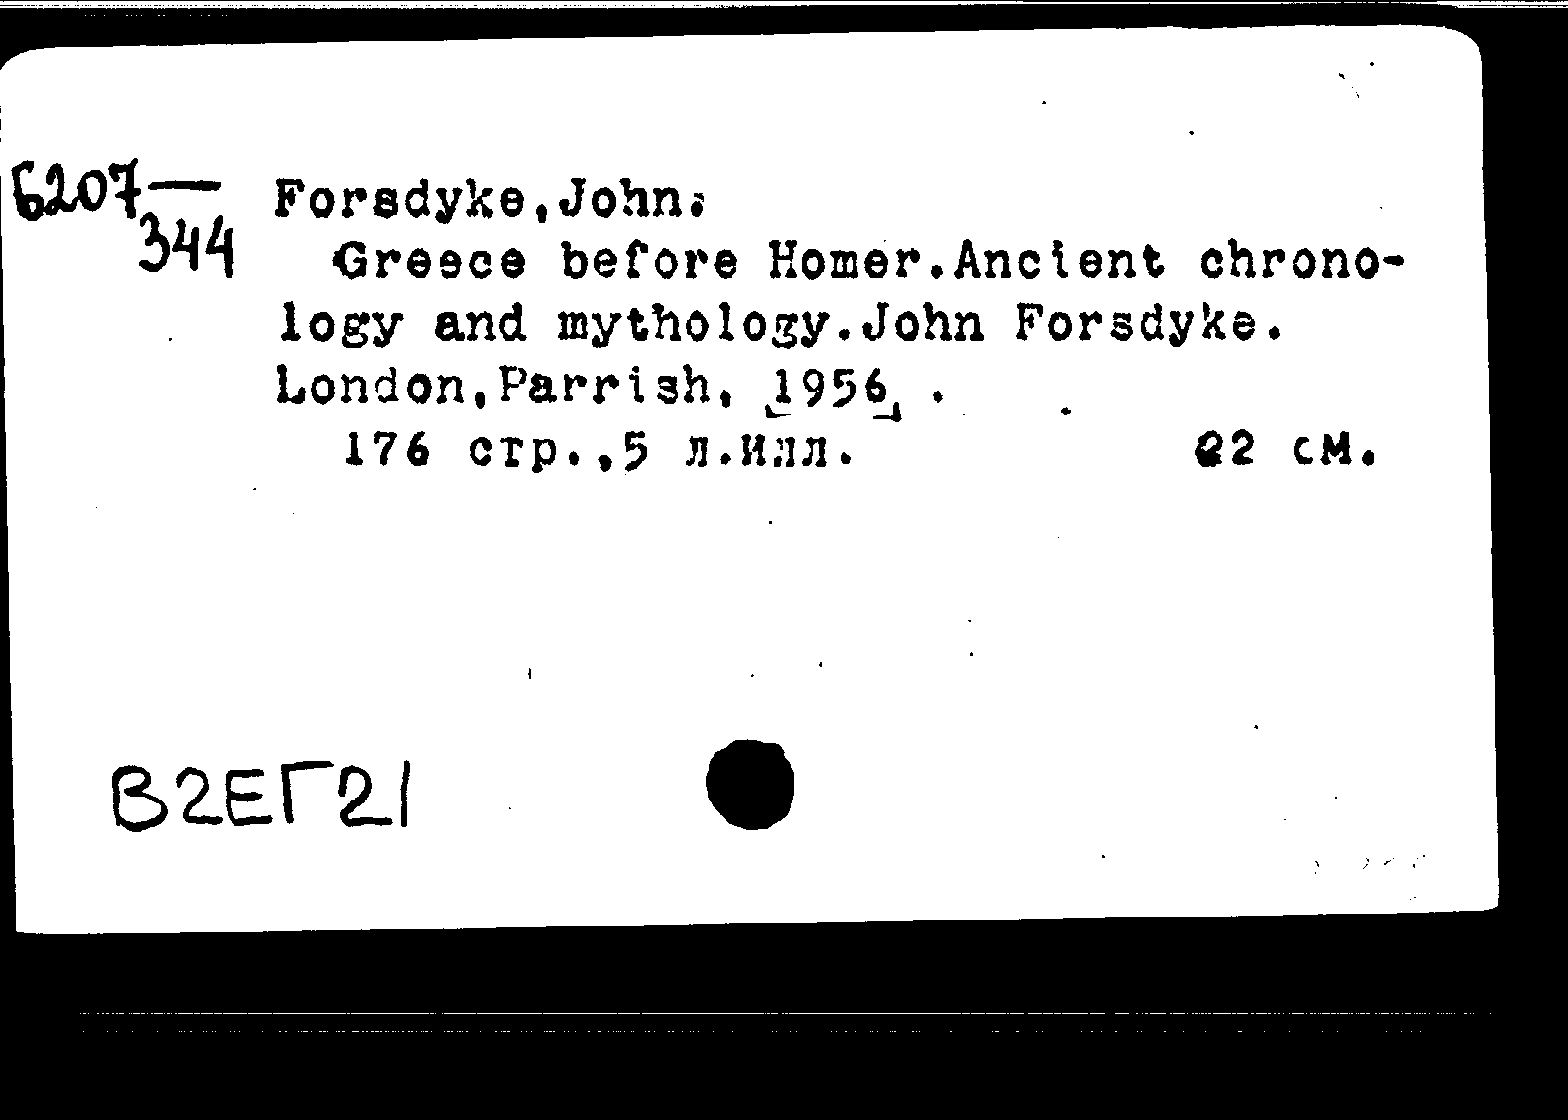 Б207—
344
Forsdyke,John.
Greece before Homer.Ancient chrono-
logy and mythology.John Forsdyke.
London,Parrish, 1956 .
176 стр.,5 л.илл. 22 см.
В2ЕГ21